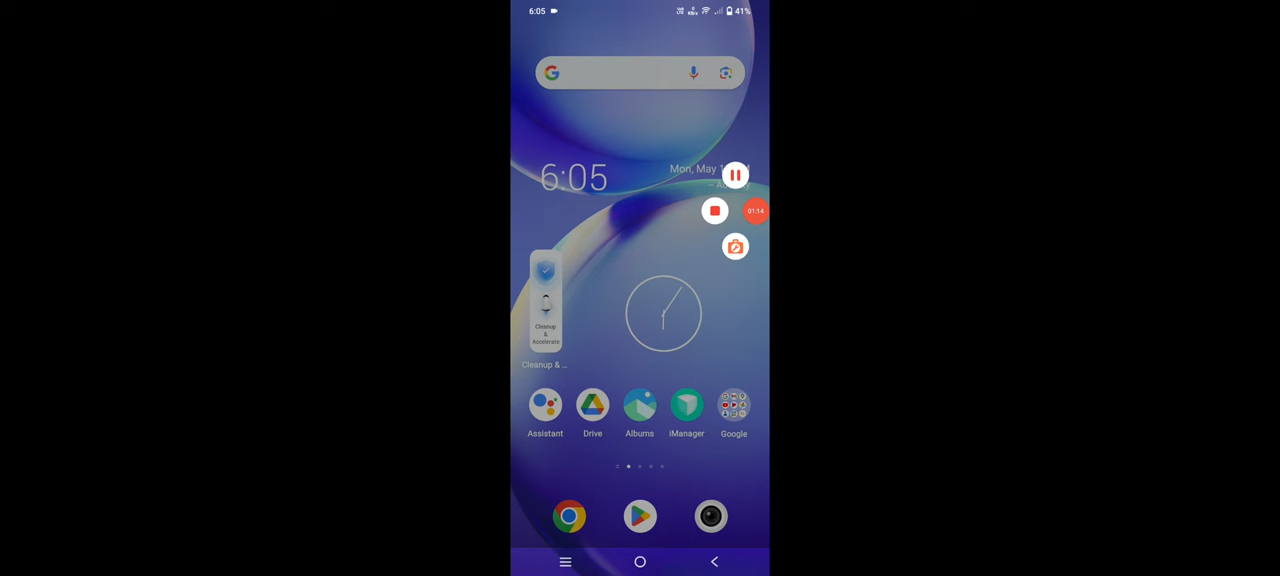 6:05
41%
6:05
Mon, May 1
01:14
Cleanup
&
Accelerate
Cleanup & ...
Assistant
Drive
Albums
iManager
Google